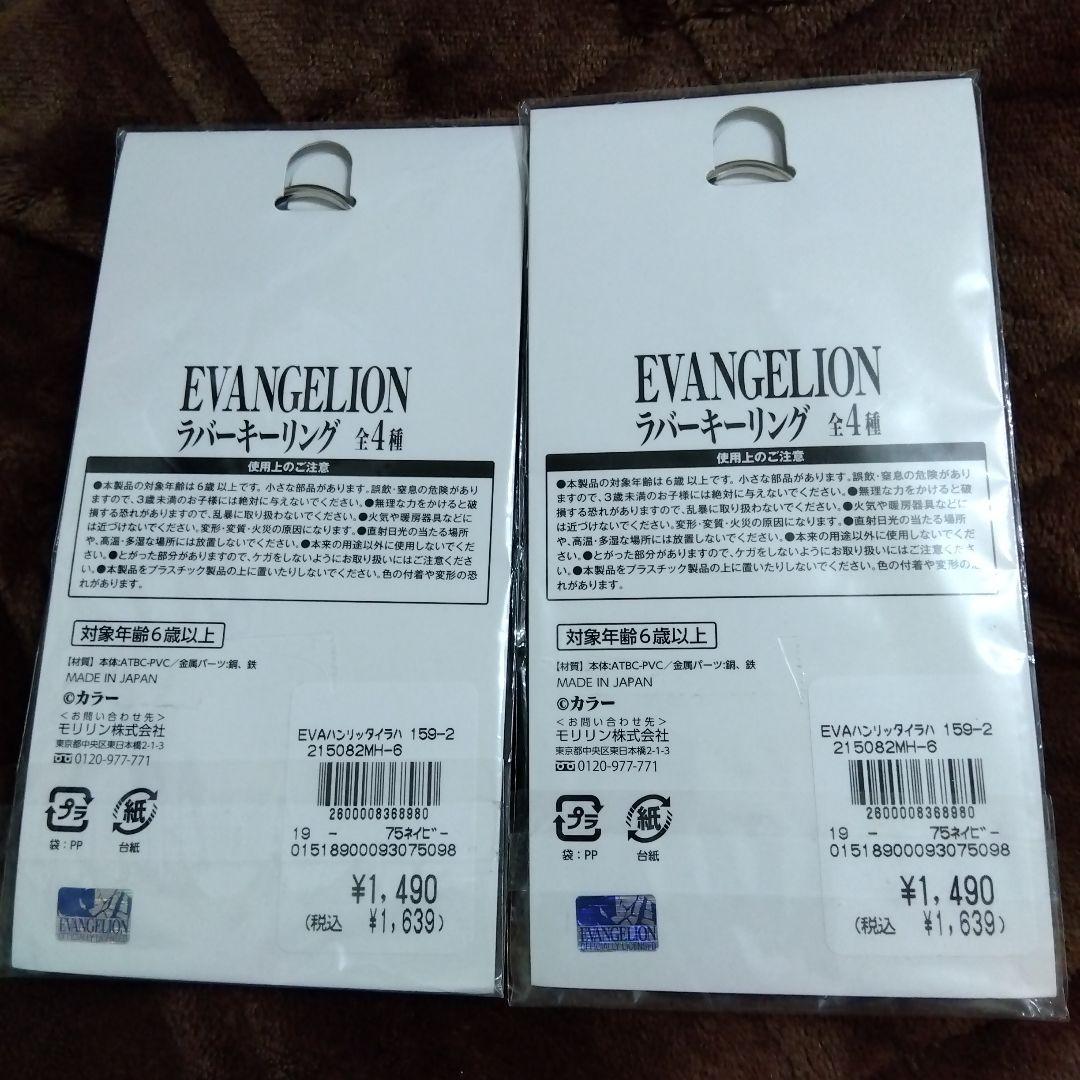 EVANGELION
ラバーキーリング 全4種
使用上のご注意
●本製品の対象年齢は6歳以上です。小さな部品があります。誤飲・窒息の危険があり
ますので、3歳未満のお子様には絶対に与えないでください。●無理な力をかけると破
損する恐れがありますので、乱暴に取り扱わないでください。●火気や暖房器具などに
は近づけないでください。変形・変質・火災の原因になります。●直射日光の当たる場所
や、高温・多湿な場所には放置しないでください。●本来の用途以外に使用しないでくだ
さい。●とがった部分がありますので、ケガをしないようにお取り扱いにはご注意くださ
い。●本製品をプラスチック製品の上に置いたりしないでください。色の付着や変形の恐
れがあります。
対象年齢6歳以上
【材質】本体:ATBC-PVC/金属パーツ:銅、鉄
MADE IN JAPAN
©カラー
<お問い合わせ先>
モリリン株式会社
東京都中央区東日本橋2-1-3
0120-977-771
プラ
紙
袋:PP
台紙
EVAハンリッタイラハ 159-2
215082MH-6
2600008368980
19 - 75ネイビー
01518900093075098
¥1,490
(税込 ¥1,639)
EVANGELION
OFFICIALLY LICENSED
EVANGELION
ラバーキーリング 全4種
使用上のご注意
●本製品の対象年齢は6歳以上です。小さな部品があります。誤飲・窒息の危険があり
ますので、3歳未満のお子様には絶対に与えないでください。●無理な力をかけると破
損する恐れがありますので、乱暴に取り扱わないでください。●火気や暖房器具などに
は近づけないでください。変形・変質・火災の原因になります。●直射日光の当たる場所
や、高温・多湿な場所には放置しないでください。●本来の用途以外に使用しないでくだ
さい。●とがった部分がありますので、ケガをしないようにお取り扱いにはご注意くださ
い。●本製品をプラスチック製品の上に置いたりしないでください。色の付着や変形の恐
れがあります。
対象年齢6歳以上
【材質】本体:ATBC-PVC/金属パーツ:銅、鉄
MADE IN JAPAN
©カラー
<お問い合わせ先>
モリリン株式会社
東京都中央区東日本橋2-1-3
0120-977-771
プラ
紙
袋:PP
台紙
EVAハンリッタイラハ 159-2
215082MH-6
2600008368980
19 - 75ネイビー
01518900093075098
¥1,490
(税込 ¥1,639)
EVANGELION
OFFICIALLY LICENSED